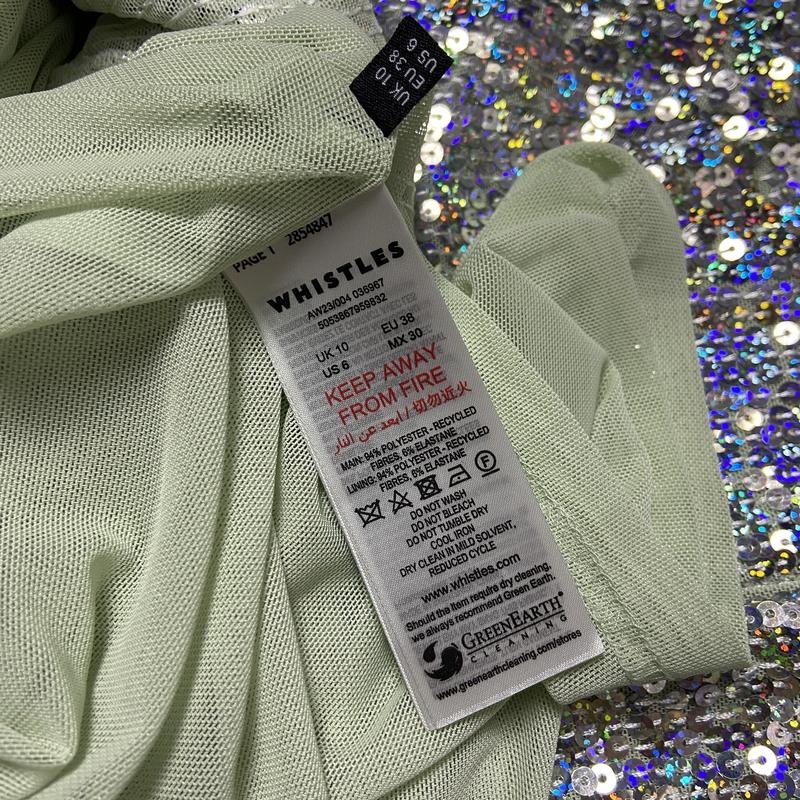 UK 10
EU 38
US 6
PAGE 1 2854847
WHISTLES
AW23/004 036967
5053867959832
UK 10 EU 38
US 6 MX 30
KEEP AWAY
FROM FIRE
ابعد عن النار / 切勿近火
MAIN: 94% POLYESTER - RECYCLED
FIBRES, 6% ELASTANE
LINING: 94% POLYESTER - RECYCLED
FIBRES, 6% ELASTANE
DO NOT WASH
DO NOT BLEACH
DO NOT TUMBLE DRY
COOL IRON
DRY CLEAN IN MILD SOLVENT,
REDUCED CYCLE
www.whistles.com
Should the item require dry cleaning,
we always recommend Green Earth.
GREENEARTH®
CLEANING
www.greenearthcleaning.com/stores